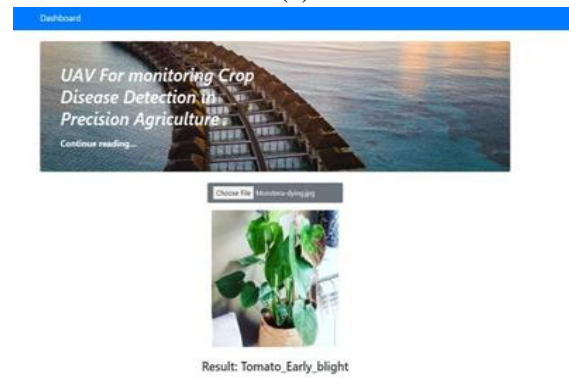 Dashboard
UAV For monitoring Crop
Disease Detection in
Precision Agriculture .
Continue reading...
Choose File Monstera-dying.jpg
Result: Tomato_Early_blight